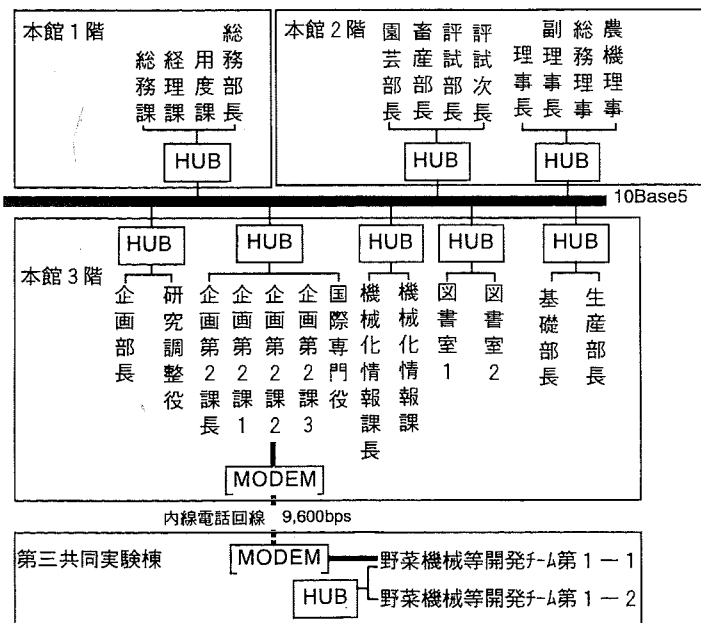 本館1階
総務課
経理課
用度課
総務部長
HUB
本館2階
園芸部長
畜産部長
評試部長
評試次長
HUB
理事長
副理事長
総務理事
農機理事
HUB
10Base5
本館3階
HUB
企画部長
研究調整役
HUB
企画第2課長
企画第2課1
企画第2課2
企画第2課3
国際専門役
HUB
機械化情報課長
機械化情報課
HUB
図書室1
図書室2
HUB
基礎部長
生産部長
MODEM
内線電話回線 9,600bps
第三共同実験棟
MODEM
野菜機械等開発チーム第1-1
HUB
野菜機械等開発チーム第1-2